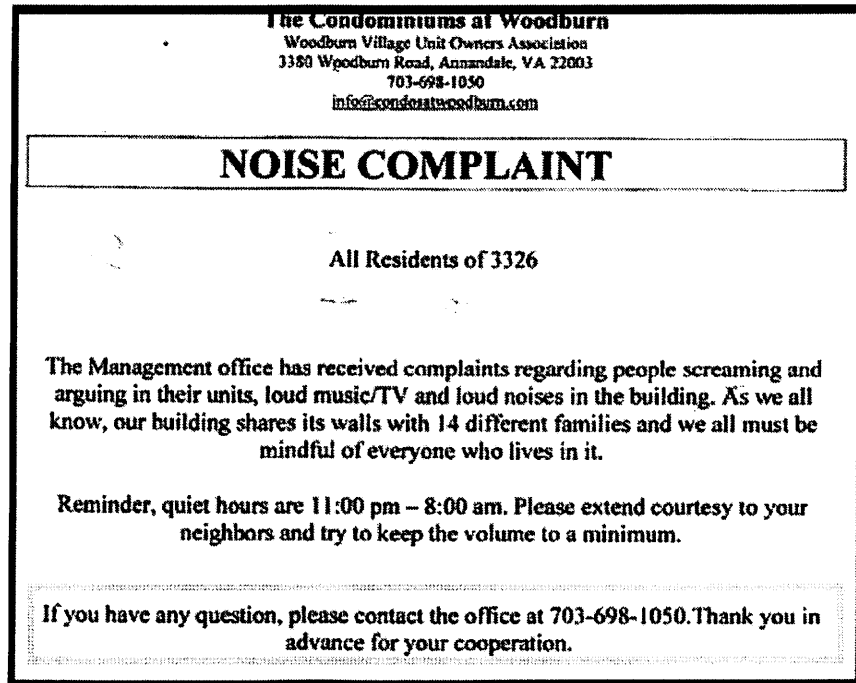 The Condominiums at Woodburn
Woodburn Village Unit Owners Association
3380 Woodburn Road, Annandale, VA 22003
703-698-1050
info@condosatwoodburn.com
NOISE COMPLAINT
All Residents of 3326
The Management office has received complaints regarding people screaming and
arguing in their units, loud music/TV and loud noises in the building. As we all
know, our building shares its walls with 14 different families and we all must be
mindful of everyone who lives in it.
Reminder, quiet hours are 11:00 pm – 8:00 am. Please extend courtesy to your
neighbors and try to keep the volume to a minimum.
If you have any question, please contact the office at 703-698-1050.Thank you in
advance for your cooperation.